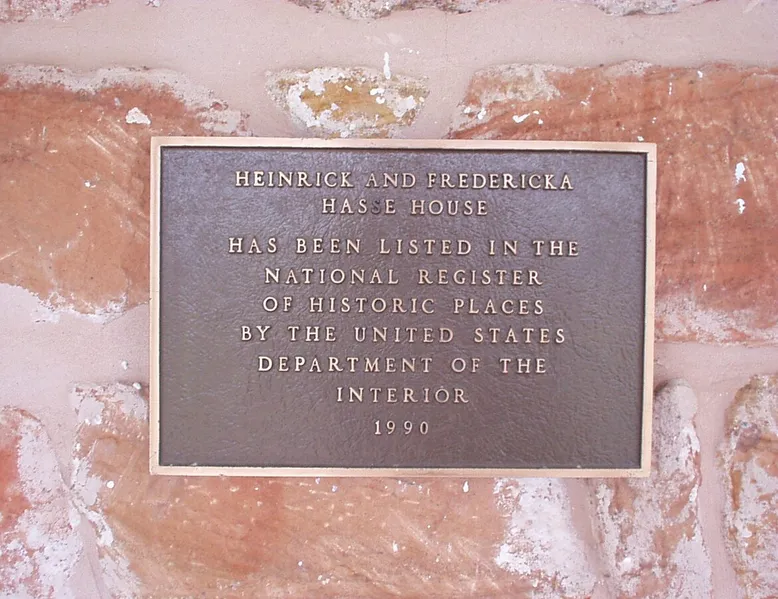 HEINRICK AND FREDERICKA
HASSE HOUSE
HAS BEEN LISTED IN THE
NATIONAL REGISTER
OF HISTORIC PLACES
BY THE UNITED STATES
DEPARTMENT OF THE
INTERIOR
1990